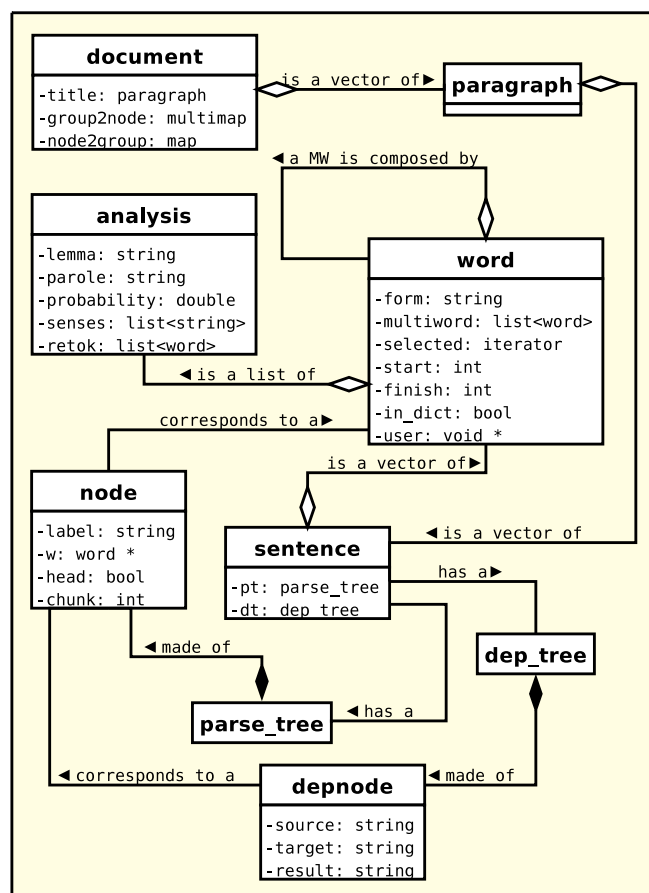 document
-title: paragraph
-group2node: multimap
-node2group: map
is a vector of►
paragraph
◄ a MW is composed by
analysis
-lemma: string
-parole: string
-probability: double
-senses: list<string>
-retok: list<word>
word
-form: string
-multiword: list<word>
-selected: iterator
-start: int
-finish: int
-in_dict: bool
-user: void *
◄ is a list of
corresponds to a►
is a vector of►
node
-label: string
-w: word *
-head: bool
-chunk: int
sentence
-pt: parse_tree
-dt: dep_tree
◄ is a vector of
has a►
dep_tree
◄ made of
parse_tree
◄ has a
◄ corresponds to a
depnode
-source: string
-target: string
-result: string
◄ made of